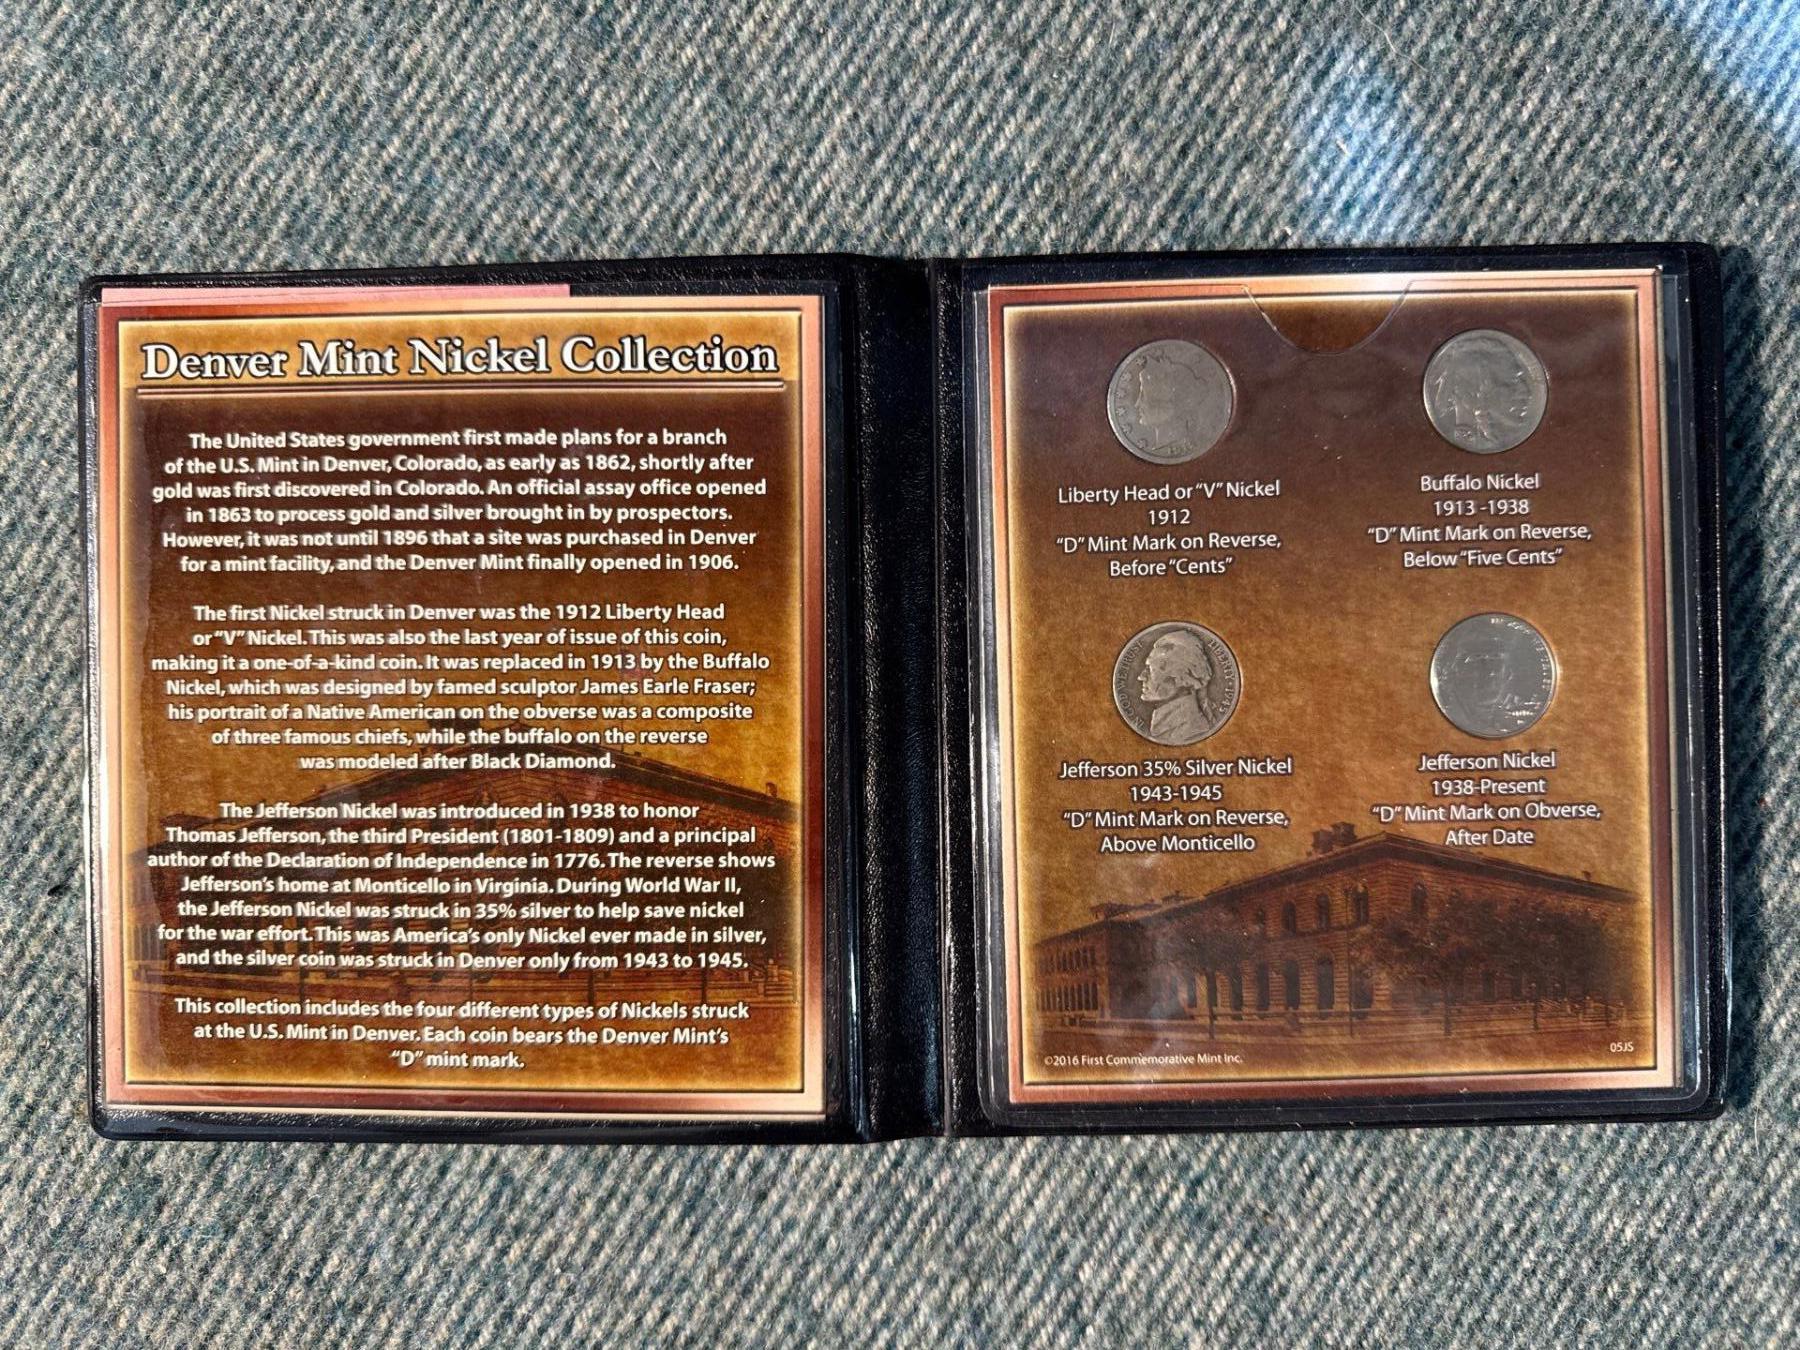 Denver Mint Nickel Collection
The United States government first made plans for a branch
of the U.S. Mint in Denver, Colorado, as early as 1862, shortly after
gold was first discovered in Colorado. An official assay office opened
in 1863 to process gold and silver brought in by prospectors.
However, it was not until 1896 that a site was purchased in Denver
for a mint facility, and the Denver Mint finally opened in 1906.
The first Nickel struck in Denver was the 1912 Liberty Head
or "V" Nickel. This was also the last year of issue of this coin,
making it a one-of-a-kind coin. It was replaced in 1913 by the Buffalo
Nickel, which was designed by famed sculptor James Earle Fraser;
his portrait of a Native American on the obverse was a composite
of three famous chiefs, while the buffalo on the reverse
was modeled after Black Diamond.
The Jefferson Nickel was introduced in 1938 to honor
Thomas Jefferson, the third President (1801-1809) and a principal
author of the Declaration of Independence in 1776. The reverse shows
Jefferson's home at Monticello in Virginia. During World War II,
the Jefferson Nickel was struck in 35% silver to help save nickel
for the war effort. This was America's only Nickel ever made in silver,
and the silver coin was struck in Denver only from 1943 to 1945.
This collection includes the four different types of Nickels struck
at the U.S. Mint in Denver. Each coin bears the Denver Mint's
"D" mint mark.
Liberty Head or "V" Nickel
1912
"D" Mint Mark on Reverse,
Before "Cents"
Buffalo Nickel
1913 -1938
"D" Mint Mark on Reverse,
Below "Five Cents"
IN GOD WE TRUST LIBERTY
Jefferson 35% Silver Nickel
1943-1945
"D" Mint Mark on Reverse,
Above Monticello
Jefferson Nickel
1938-Present
"D" Mint Mark on Obverse,
After Date
©2016 First Commemorative Mint Inc.
05JS